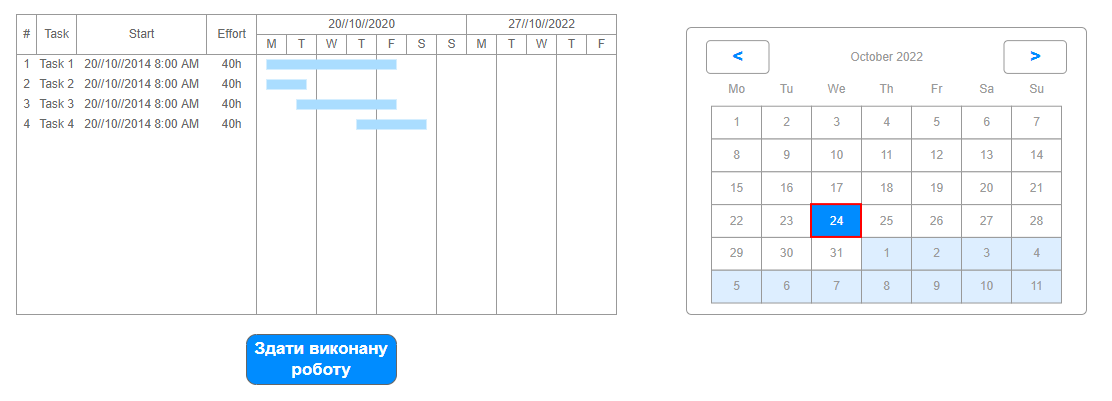 # Task Start Effort 20//10//2020 27//10//2022
M T W T F S S M T W T F
1 Task 1 20//10//2014 8:00 AM 40h
2 Task 2 20//10//2014 8:00 AM 40h
3 Task 3 20//10//2014 8:00 AM 40h
4 Task 4 20//10//2014 8:00 AM 40h
Здати виконану
роботу
< October 2022 >
Mo Tu We Th Fr Sa Su
1 2 3 4 5 6 7
8 9 10 11 12 13 14
15 16 17 18 19 20 21
22 23 24 25 26 27 28
29 30 31 1 2 3 4
5 6 7 8 9 10 11